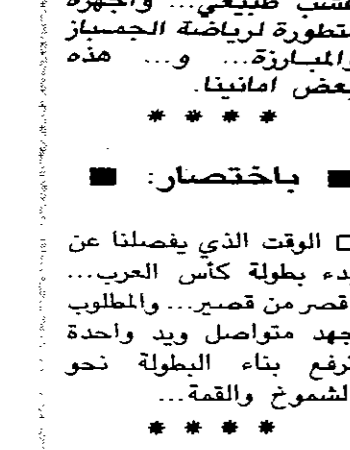 عشب طبيعي... واجهزة
متطورة لرياضة الجمباز
والمبارزة... و... هذه
بعض امانينا.
* * * *
■ باختصار: ■
□ الوقت الذي يفصلنا عن
بدء بطولة كأس العرب...
اقصر من قصير... والمطلوب
جهد متواصل ويد واحدة
ترفع بناء البطولة نحو
الشموخ والقمة...
* * * *